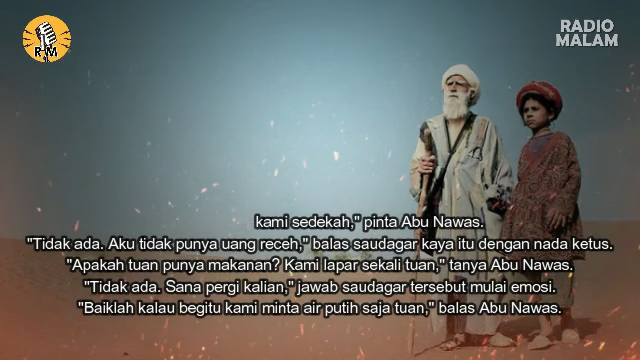 RM
RADIO
MALAM
kami sedekah," pinta Abu Nawas.
"Tidak ada. Aku tidak punya uang receh," balas saudagar kaya itu dengan nada ketus.
"Apakah tuan punya makanan? Kami lapar sekali tuan," tanya Abu Nawas.
"Tidak ada. Sana pergi kalian," jawab saudagar tersebut mulai emosi.
"Baiklah kalau begitu kami minta air putih saja tuan," balas Abu Nawas.